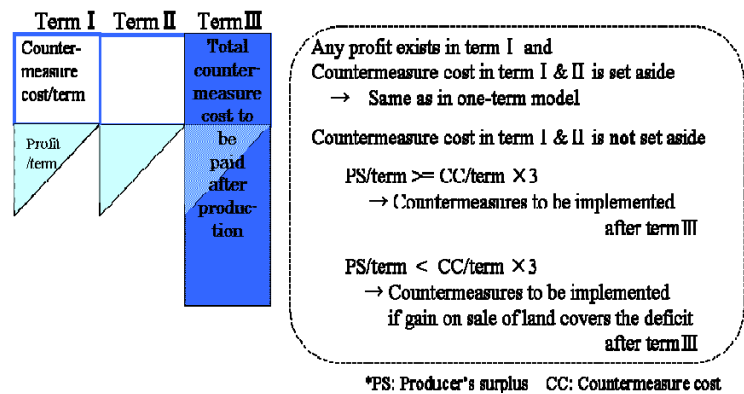 Term Ⅰ Term Ⅱ Term Ⅲ
Counter-
measure
cost/term
Profit
/term
Total
counter-
measure
cost to
be
paid
after
produc-
tion
Any profit exists in term Ⅰ and
Countermeasure cost in term Ⅰ & Ⅱ is set aside
→ Same as in one-term model
Countermeasure cost in term Ⅰ & Ⅱ is not set aside
PS/term >= CC/term ×3
→ Countermeasures to be implemented
after term Ⅲ
PS/term < CC/term ×3
→ Countermeasures to be implemented
if gain on sale of land covers the deficit
after term Ⅲ
*PS: Producer's surplus CC: Countermeasure cost